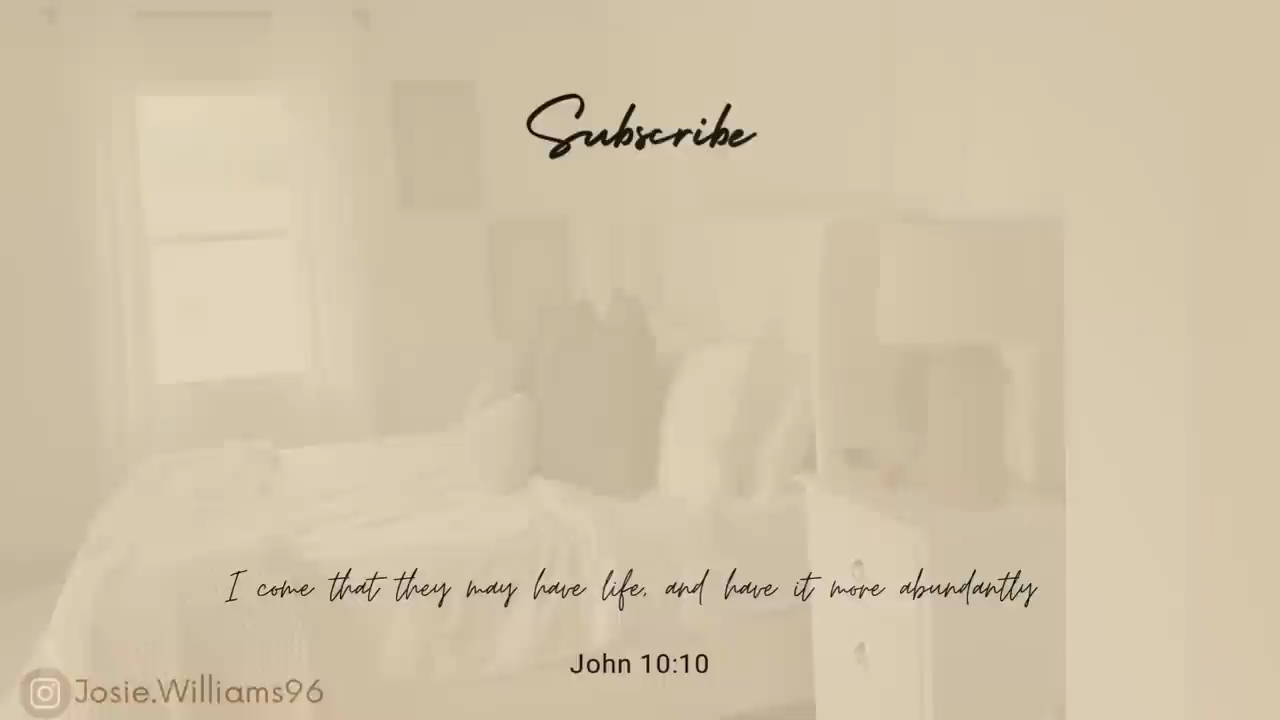 Subscribe
I come that they may have life, and have it more abundantly
John 10:10
Josie.Williams96